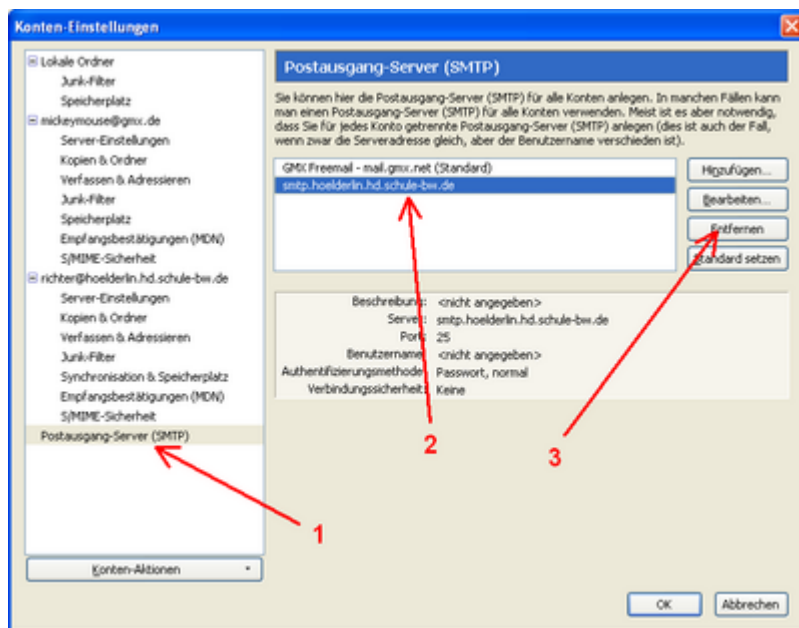 Konten-Einstellungen
Lokale Ordner
Junk-Filter
Speicherplatz
mickeymouse@gmx.de
Server-Einstellungen
Kopien & Ordner
Verfassen & Adressieren
Junk-Filter
Speicherplatz
Empfangsbestätigungen (MDN)
S/MIME-Sicherheit
richter@hoelderlin.hd.schule-bw.de
Server-Einstellungen
Kopien & Ordner
Verfassen & Adressieren
Junk-Filter
Synchronisation & Speicherplatz
Empfangsbestätigungen (MDN)
S/MIME-Sicherheit
Postausgang-Server (SMTP)
Konten-Aktionen
Postausgang-Server (SMTP)
Sie können hier die Postausgang-Server (SMTP) für alle Konten anlegen. In manchen Fällen kann
man einen Postausgang-Server (SMTP) für alle Konten verwenden. Meist ist es aber notwendig,
dass Sie für jedes Konto getrennte Postausgang-Server (SMTP) anlegen (dies ist auch der Fall,
wenn zwar die Serveradresse gleich, aber der Benutzername verschieden ist).
GMX Freemail - mail.gmx.net (Standard)
smtp.hoelderlin.hd.schule-bw.de
Hinzufügen...
Bearbeiten...
Entfernen
Standard setzen
Beschreibung: <nicht angegeben>
Server: smtp.hoelderlin.hd.schule-bw.de
Port: 25
Benutzername: <nicht angegeben>
Authentifizierungsmethode: Passwort, normal
Verbindungssicherheit: Keine
1
2
3
OK
Abbrechen